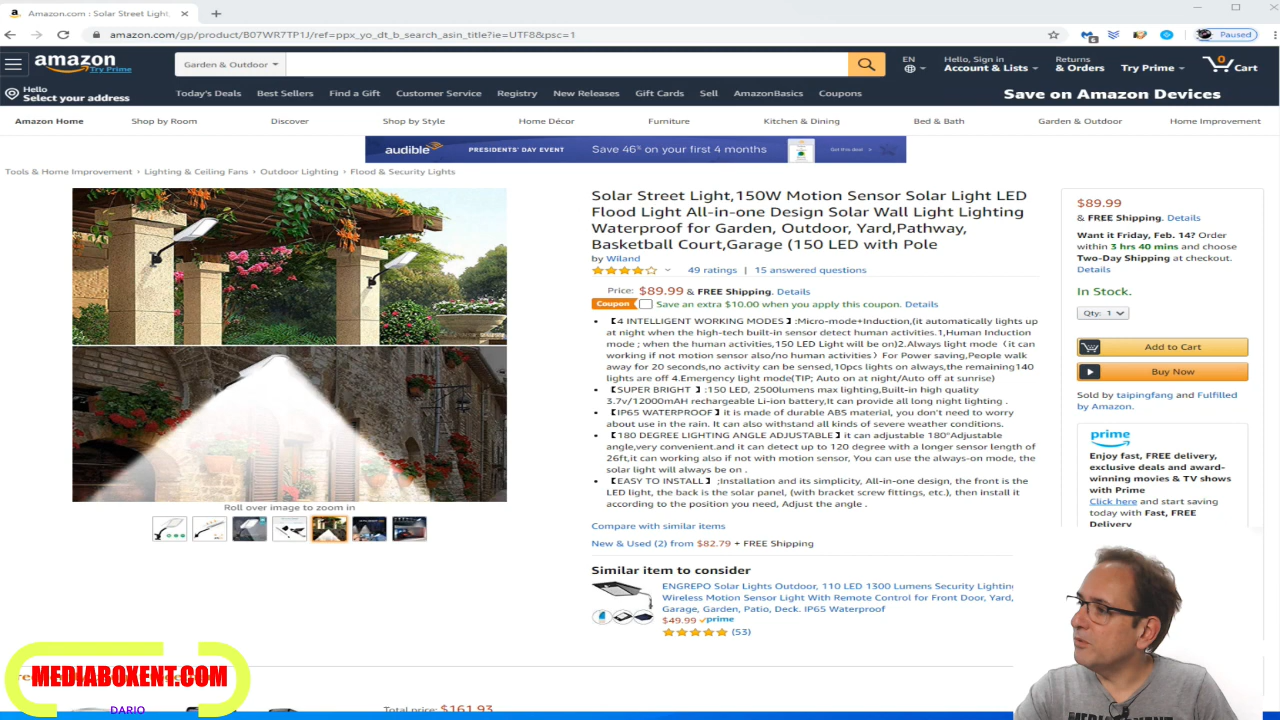 Amazon.com : Solar Street Light,
amazon.com/gp/product/B07WR7TP1J/ref=ppx_yo_dt_b_search_asin_title?ie=UTF8&psc=1
6
Paused
amazon
Try Prime
Garden & Outdoor
EN
Hello, Sign in
Account & Lists
Returns
& Orders
Try Prime
0
Cart
Hello
Select your address
Today's Deals Best Sellers Find a Gift Customer Service Registry New Releases Gift Cards Sell AmazonBasics Coupons
Save on Amazon Devices
Amazon Home Shop by Room Discover Shop by Style Home Décor Furniture Kitchen & Dining Bed & Bath Garden & Outdoor Home Improvement
audible PRESIDENTS' DAY EVENT Save 46% on your first 4 months Get this deal >
Tools & Home Improvement › Lighting & Ceiling Fans › Outdoor Lighting › Flood & Security Lights
Roll over image to zoom in
Solar Street Light,150W Motion Sensor Solar Light LED
Flood Light All-in-one Design Solar Wall Light Lighting
Waterproof for Garden, Outdoor, Yard,Pathway,
Basketball Court,Garage (150 LED with Pole
by Wiland
49 ratings | 15 answered questions
Price: $89.99 & FREE Shipping. Details
Coupon Save an extra $10.00 when you apply this coupon. Details
• 【4 INTELLIGENT WORKING MODES】:Micro-mode+Induction,(it automatically lights up
at night when the high-tech built-in sensor detect human activities.1,Human Induction
mode ; when the human activities,150 LED Light will be on)2.Always light mode（it can
working if not motion sensor also/no human activities）For Power saving,People walk
away for 20 seconds,no activity can be sensed,10pcs lights on always,the remaining140
lights are off 4.Emergency light mode(TIP; Auto on at night/Auto off at sunrise)
• 【SUPER BRIGHT】:150 LED, 2500lumens max lighting,Built-in high quality
3.7v/12000mAH rechargeable Li-ion battery,It can provide all long night lighting .
• 【IP65 WATERPROOF】it is made of durable ABS material, you don't need to worry
about use in the rain. It can also withstand all kinds of severe weather conditions.
• 【180 DEGREE LIGHTING ANGLE ADJUSTABLE】it can adjustable 180°Adjustable
angle,very convenient.and it can detect up to 120 degree with a longer sensor length of
26ft,it can working also if not with motion sensor, You can use the always-on mode, the
solar light will always be on .
• 【EASY TO INSTALL】;Installation and its simplicity, All-in-one design, the front is the
LED light, the back is the solar panel, (with bracket screw fittings, etc.), then install it
according to the position you need, Adjust the angle .
Compare with similar items
New & Used (2) from $82.79 + FREE Shipping
Similar item to consider
ENGREPO Solar Lights Outdoor, 110 LED 1300 Lumens Security Lighting
Wireless Motion Sensor Light With Remote Control for Front Door, Yard,
Garage, Garden, Patio, Deck. IP65 Waterproof
$49.99 prime
(53)
$89.99
& FREE Shipping. Details
Want it Friday, Feb. 14? Order
within 3 hrs 40 mins and choose
Two-Day Shipping at checkout.
Details
In Stock.
Qty: 1
Add to Cart
Buy Now
Sold by taipingfang and Fulfilled
by Amazon.
prime
Enjoy fast, FREE delivery,
exclusive deals and award-
winning movies & TV shows
with Prime
Click here and start saving
today with Fast, FREE
Delivery
MEDIABOXENT.COM
DARIO
Total price: $161.93
MEDIABOXENT